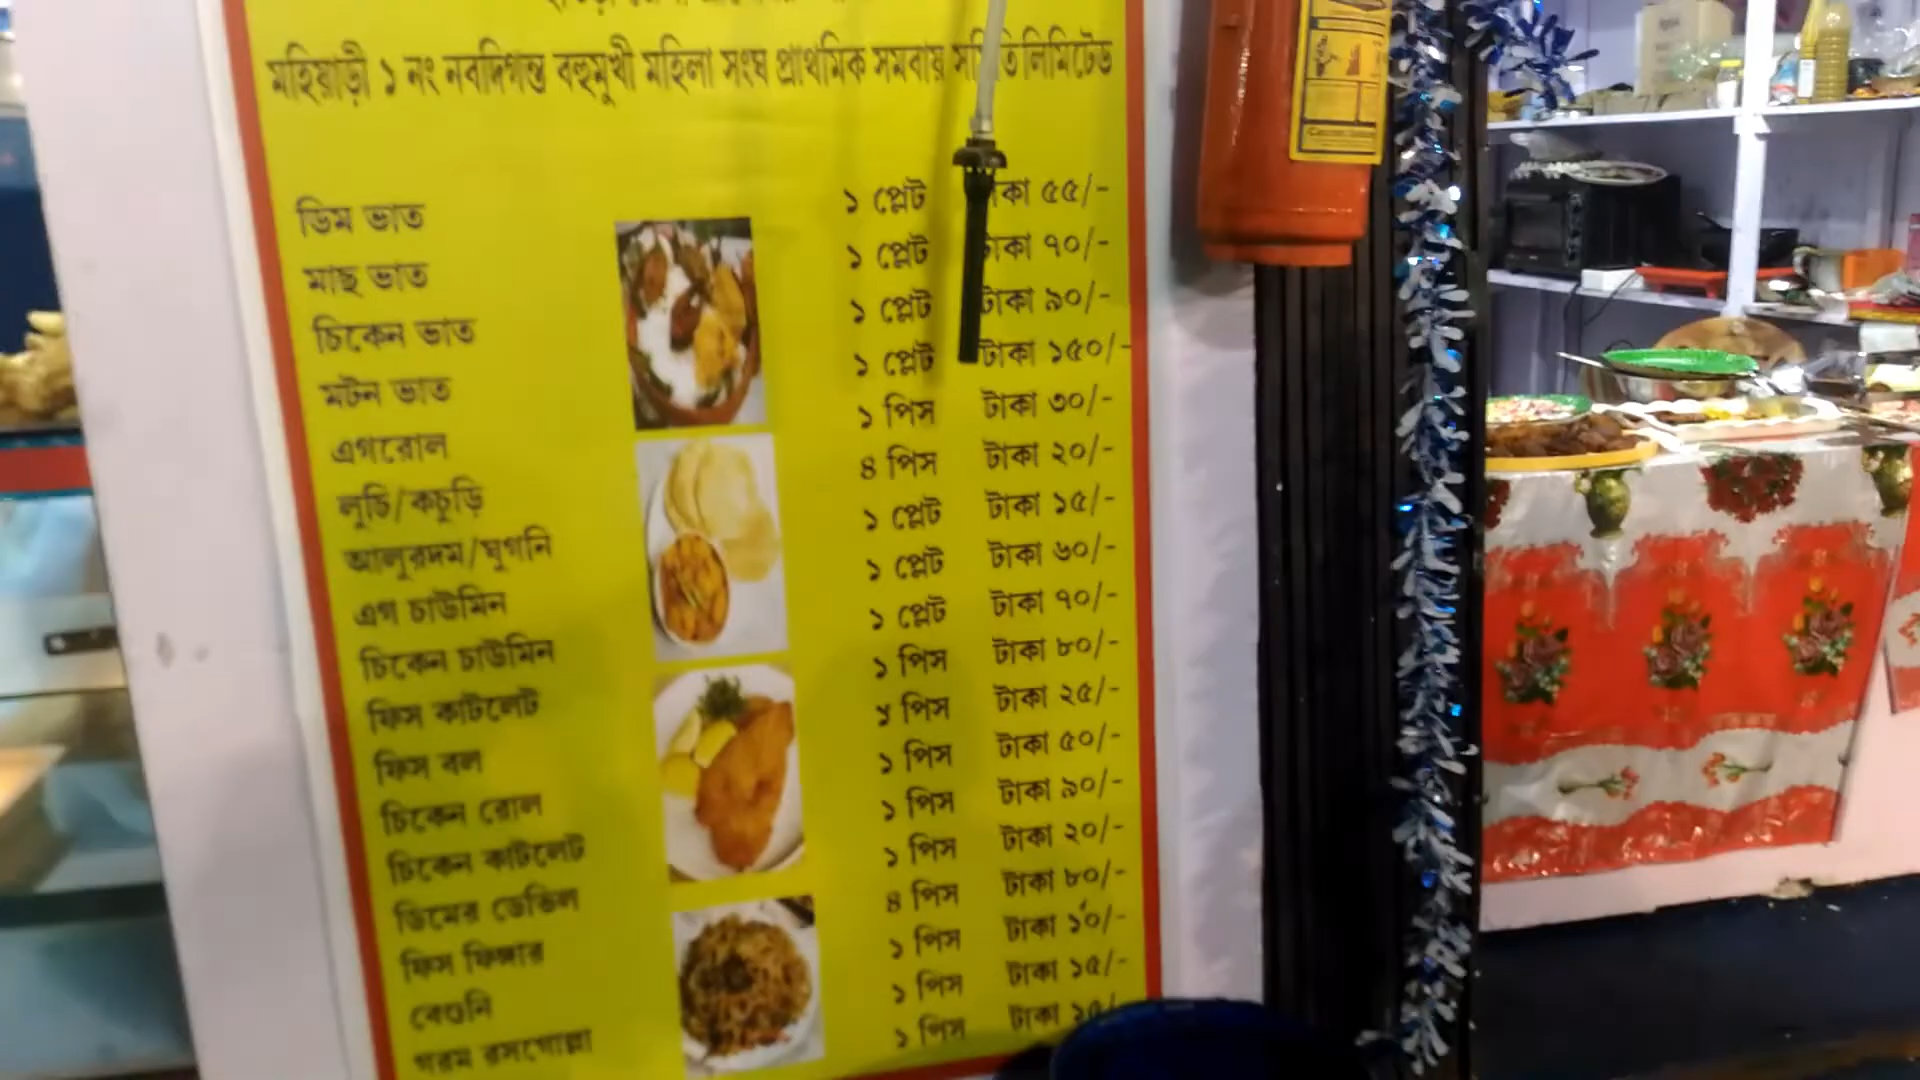 মহিয়াড়ী ১ নং নবদিগন্ত বহুমুখী মহিলা সংঘ প্রাথমিক সমবায় সমিতি লিমিটেড
ডিম ভাত ১ প্লেট টাকা ৫৫/-
মাছ ভাত ১ প্লেট টাকা ৭০/-
চিকেন ভাত ১ প্লেট টাকা ৯০/-
মটন ভাত ১ প্লেট টাকা ১৫০/-
এগরোল ১ পিস টাকা ৩০/-
লুচি/কচুড়ি ৪ পিস টাকা ২০/-
আলুরদম/ঘুগনি ১ প্লেট টাকা ১৫/-
এগ চাউমিন ১ প্লেট টাকা ৬০/-
চিকেন চাউমিন ১ প্লেট টাকা ৭০/-
ফিস কাটলেট ১ পিস টাকা ৮০/-
ফিস বল ১ পিস টাকা ২৫/-
চিকেন রোল ১ পিস টাকা ৫০/-
চিকেন কাটলেট ১ পিস টাকা ৯০/-
ডিমের ডেভিল ১ পিস টাকা ২০/-
ফিস ফিঙ্গার ৪ পিস টাকা ৮০/-
বেগুনি ১ পিস টাকা ১০/-
গরম রসগোল্লা ১ পিস টাকা ১৫/-
১ পিস টাকা